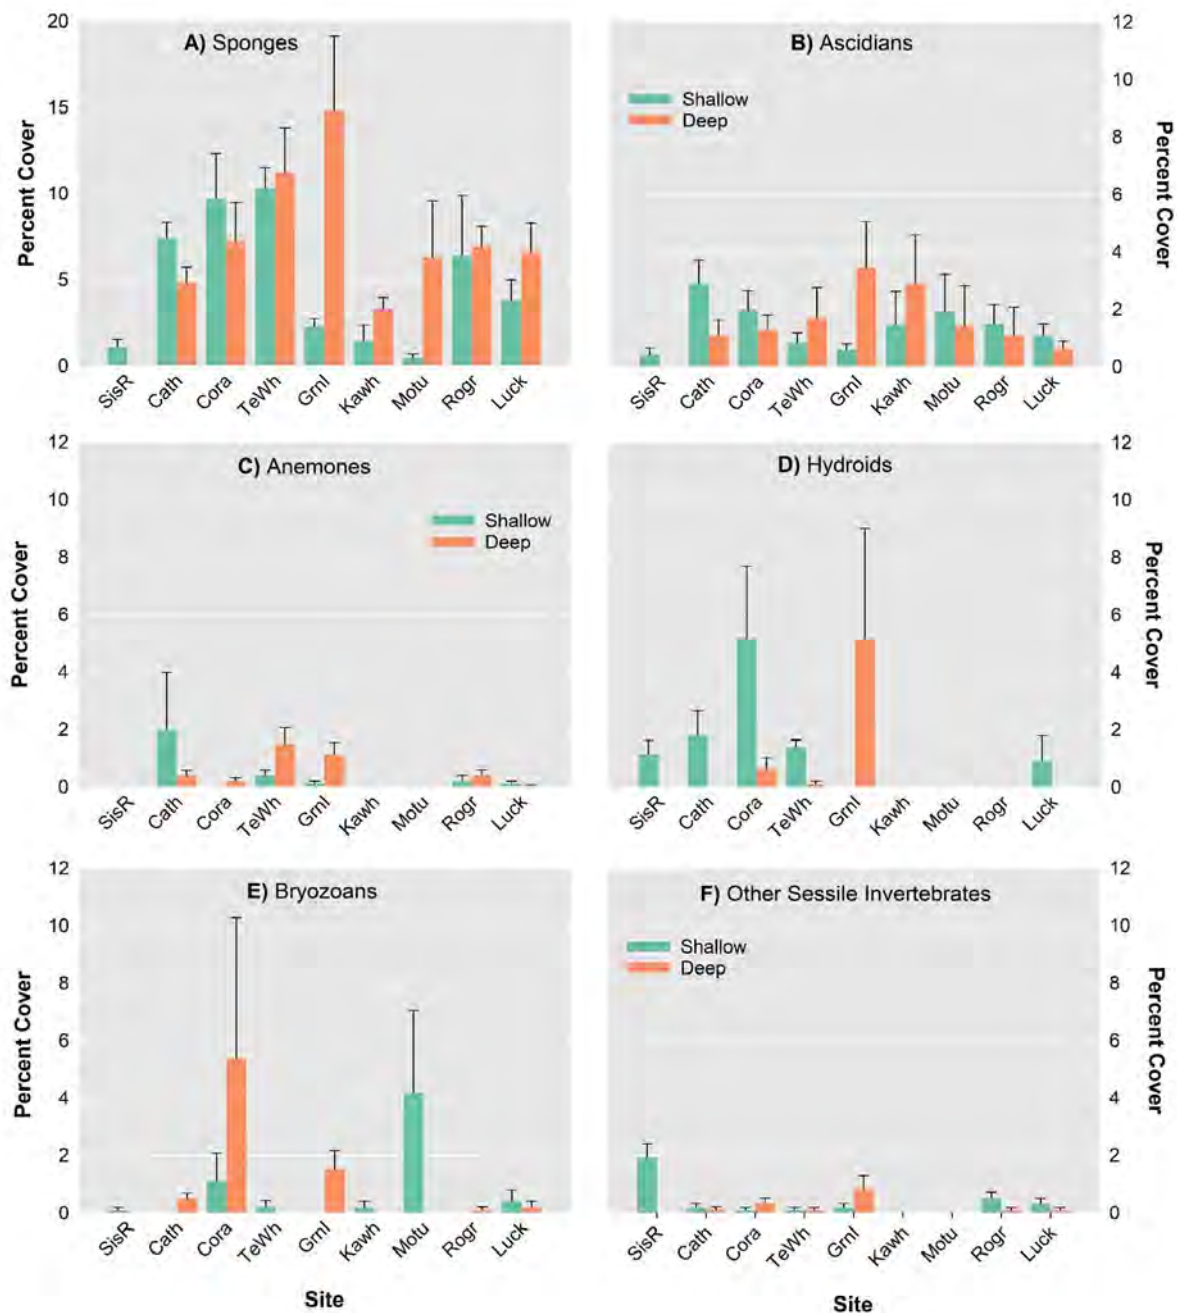 A) Sponges
Percent Cover
20
15
10
5
0
SisR Cath Cora TeWh GrnI Kawh Motu Rogr Luck
B) Ascidians
Shallow
Deep
Percent Cover
12
10
8
6
4
2
0
SisR Cath Cora TeWh GrnI Kawh Motu Rogr Luck
C) Anemones
Shallow
Deep
Percent Cover
12
10
8
6
4
2
0
SisR Cath Cora TeWh GrnI Kawh Motu Rogr Luck
D) Hydroids
Percent Cover
12
10
8
6
4
2
0
SisR Cath Cora TeWh GrnI Kawh Motu Rogr Luck
E) Bryozoans
Percent Cover
12
10
8
6
4
2
0
SisR Cath Cora TeWh GrnI Kawh Motu Rogr Luck
Site
F) Other Sessile Invertebrates
Shallow
Deep
Percent Cover
12
10
8
6
4
2
0
SisR Cath Cora TeWh GrnI Kawh Motu Rogr Luck
Site